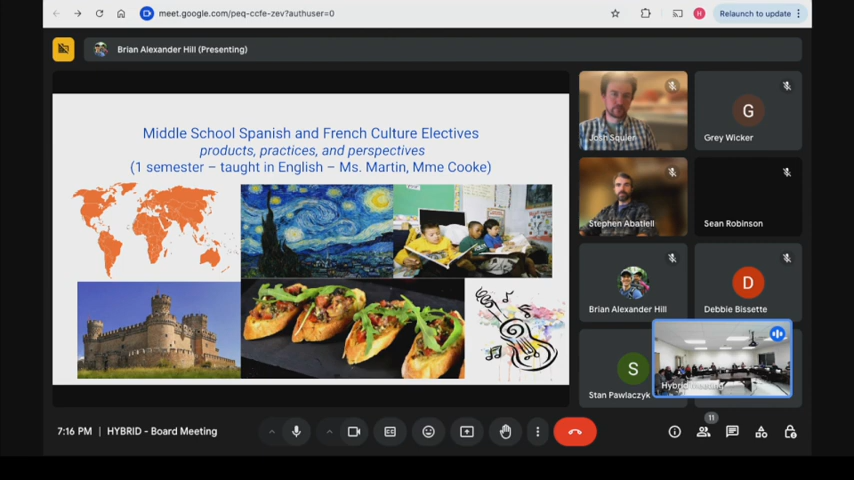 meet.google.com/peq-ccfe-zev?authuser=0
H
Relaunch to update
Brian Alexander Hill (Presenting)
Middle School Spanish and French Culture Electives
products, practices, and perspectives
(1 semester – taught in English – Ms. Martin, Mme Cooke)
Josh Squier
G
Grey Wicker
Stephen Abatiell
Sean Robinson
Brian Alexander Hill
D
Debbie Bissette
S
Stan Pawlaczyk
Hybrid Meeting
7:16 PM | HYBRID - Board Meeting
11